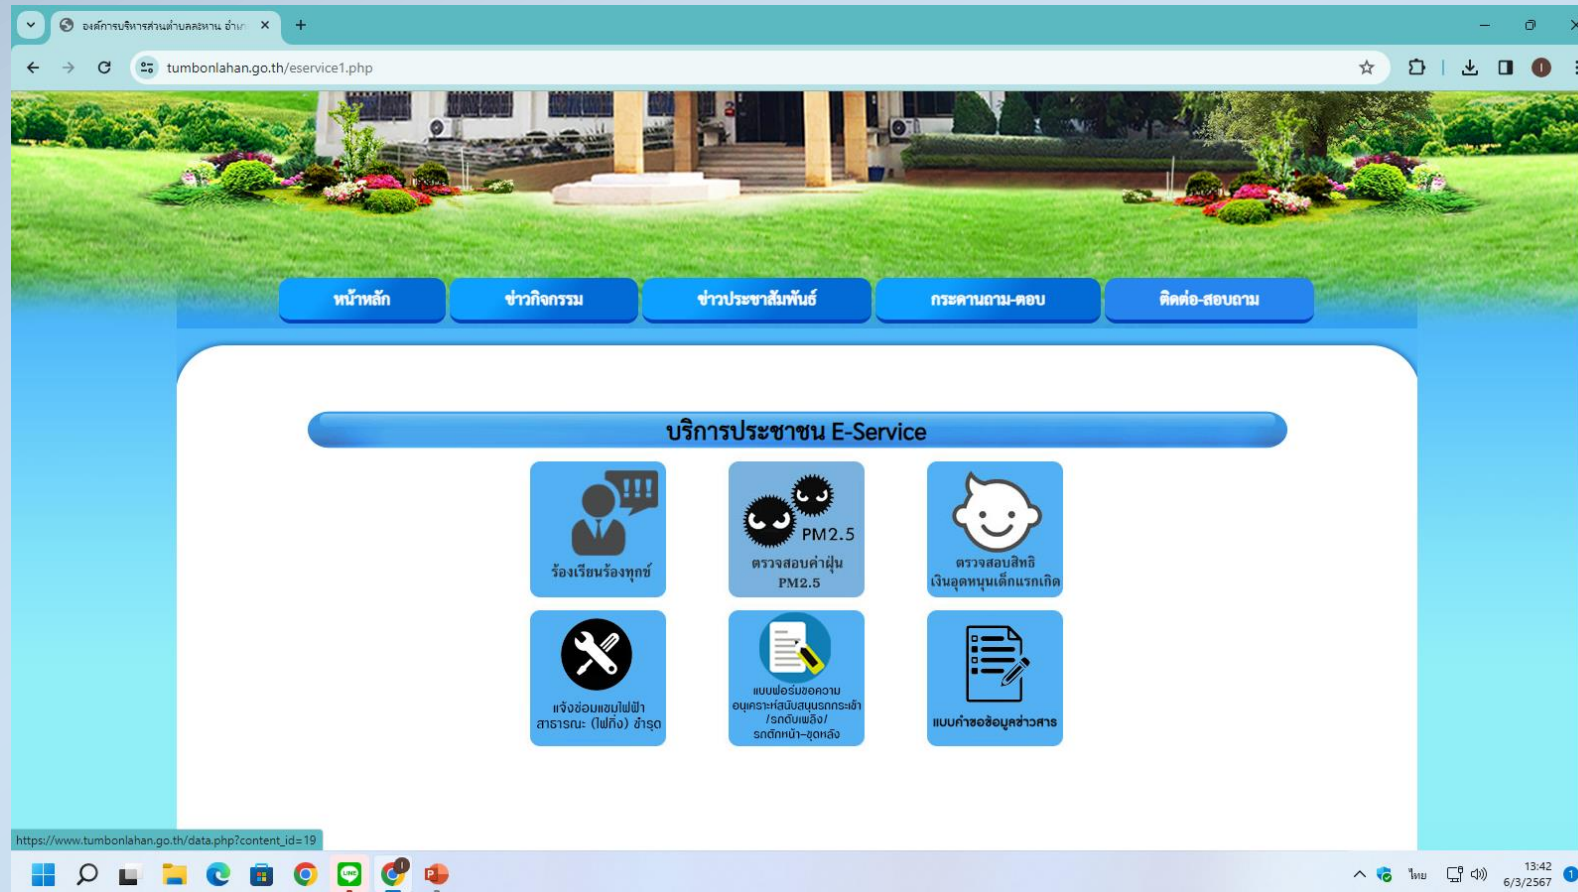 องค์การบริหารส่วนตำบลละหาน อำเภ
tumbonlahan.go.th/eservice1.php
หน้าหลัก
ข่าวกิจกรรม
ข่าวประชาสัมพันธ์
กระดานถาม-ตอบ
ติดต่อ-สอบถาม
บริการประชาชน E-Service
!!!
ร้องเรียนร้องทุกข์
PM2.5
ตรวจสอบค่าฝุ่น
PM2.5
ตรวจสอบสิทธิ
เงินอุดหนุนเด็กแรกเกิด
แจ้งซ่อมแซมไฟฟ้า
สาธารณะ (ไฟกิ่ง) ชำรุด
แบบฟอร์มขอความ
อนุเคราะห์สนับสนุนรถกระเช้า
/รถดับเพลิง/
รถตักหน้า-ขุดหลัง
แบบคำขอข้อมูลข่าวสาร
https://www.tumbonlahan.go.th/data.php?content_id=19
LINE
ไทย
13:42
6/3/2567
1